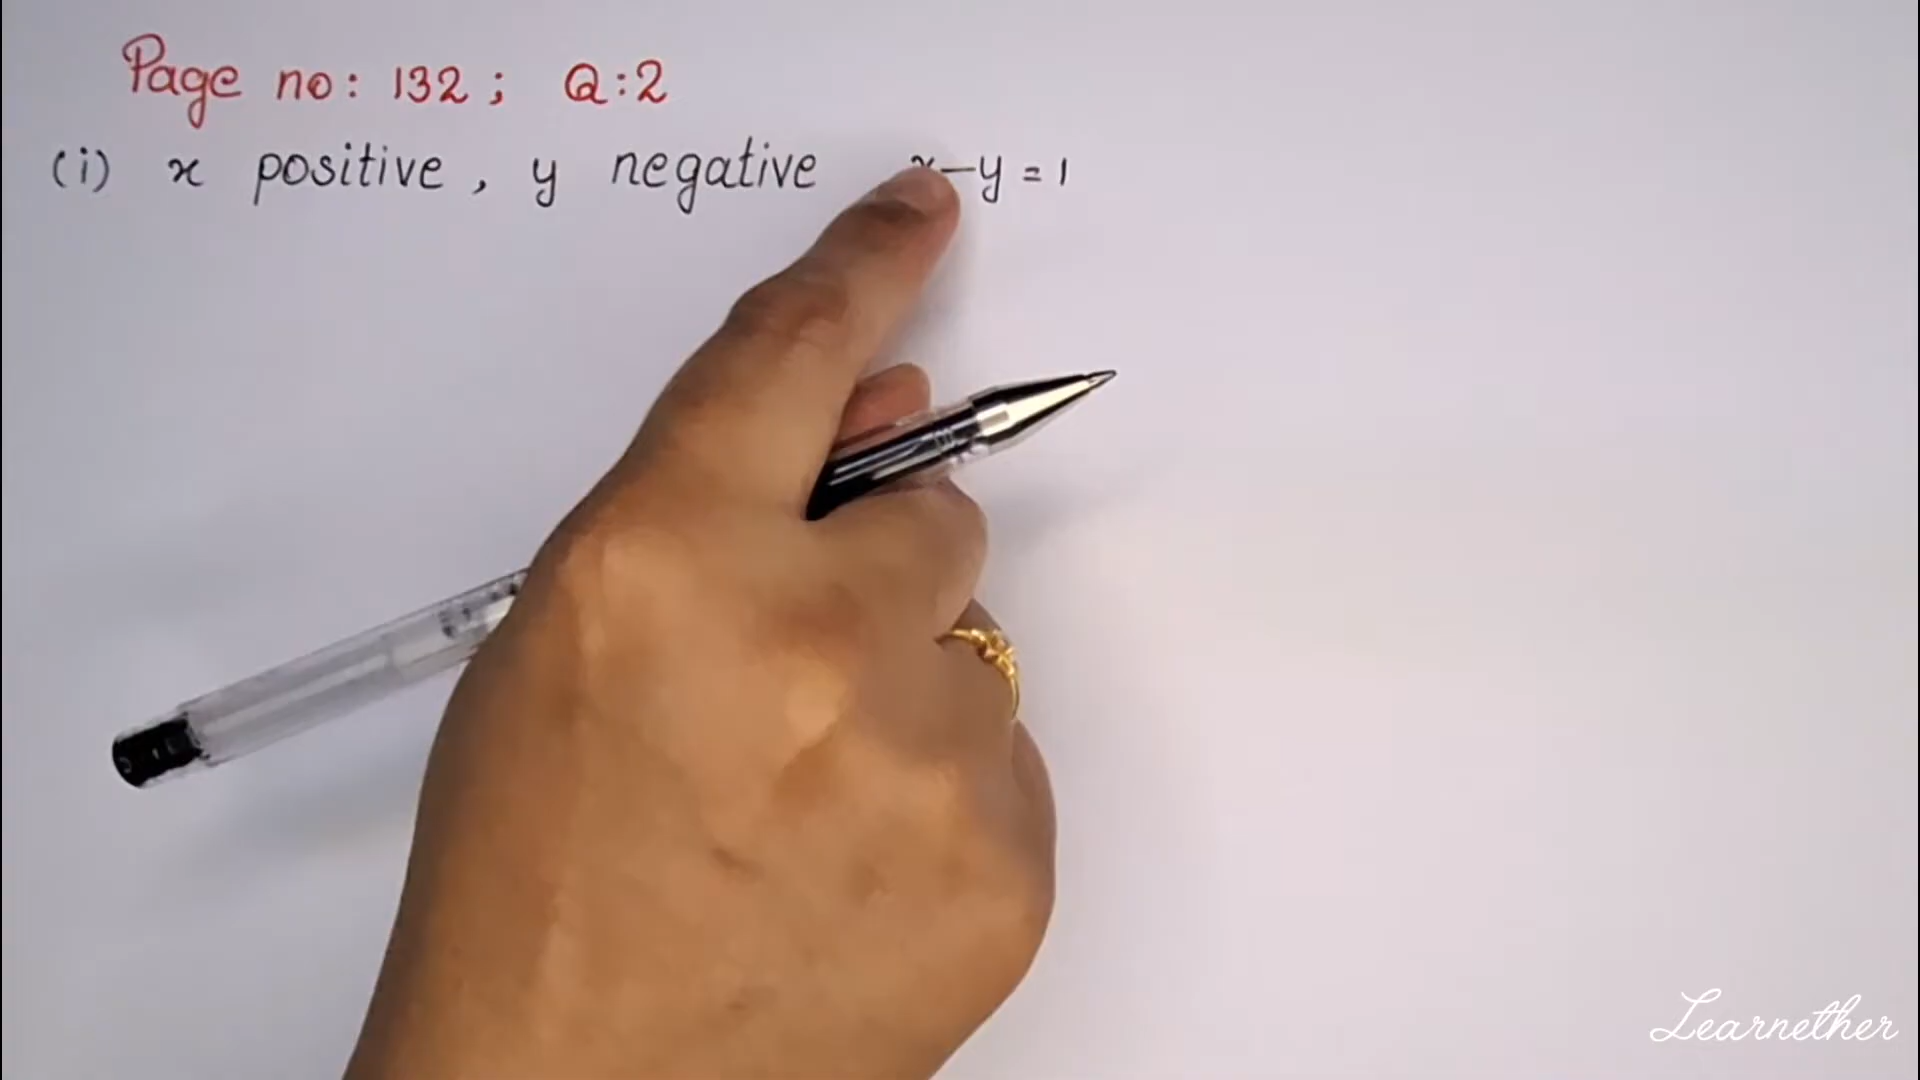 Page no: 132 ; Q:2
(i) x positive, y negative x-y = 1
Learnether